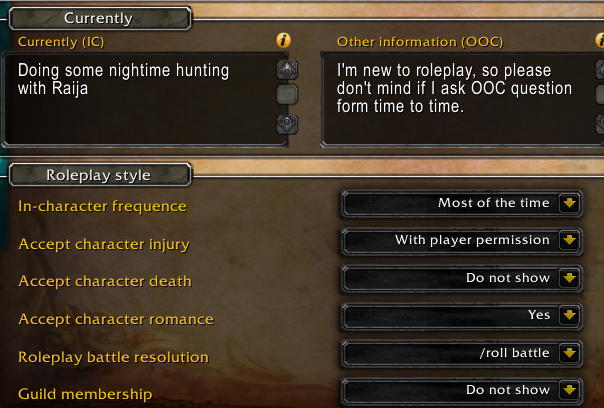 Currently
Currently (IC)
Other information (OOC)
Doing some nightime hunting
with Raija
I'm new to roleplay, so please
don't mind if I ask OOC question
form time to time.
Roleplay style
In-character frequence
Most of the time
Accept character injury
With player permission
Accept character death
Do not show
Accept character romance
Yes
Roleplay battle resolution
/roll battle
Guild membership
Do not show